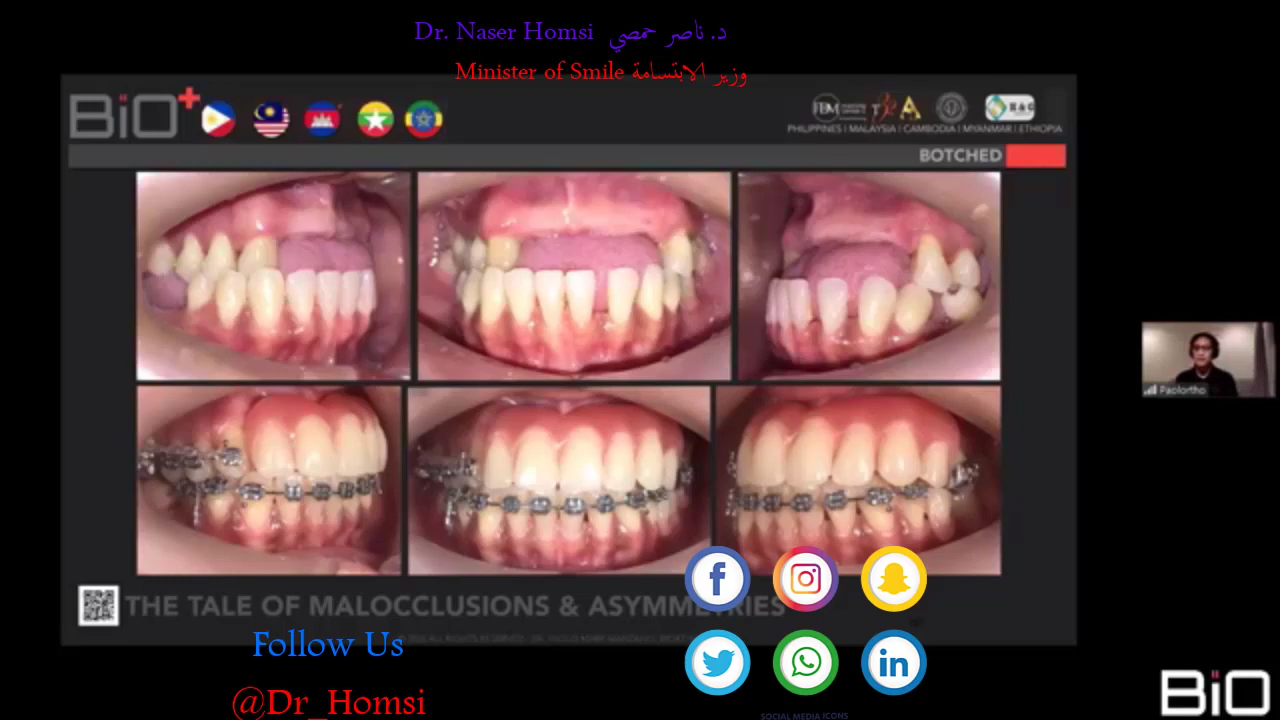 Dr. Naser Homsi د. ناصر حمصي
Minister of Smile وزير الابتسامة
BiO+
PHILIPPINES | MALAYSIA | CAMBODIA | MYANMAR | ETHIOPIA
BOTCHED
Paolortho
THE TALE OF MALOCCLUSIONS & ASYMMETRIES
Follow Us
@Dr_Homsi
SOCIAL MEDIA ICONS
BiO